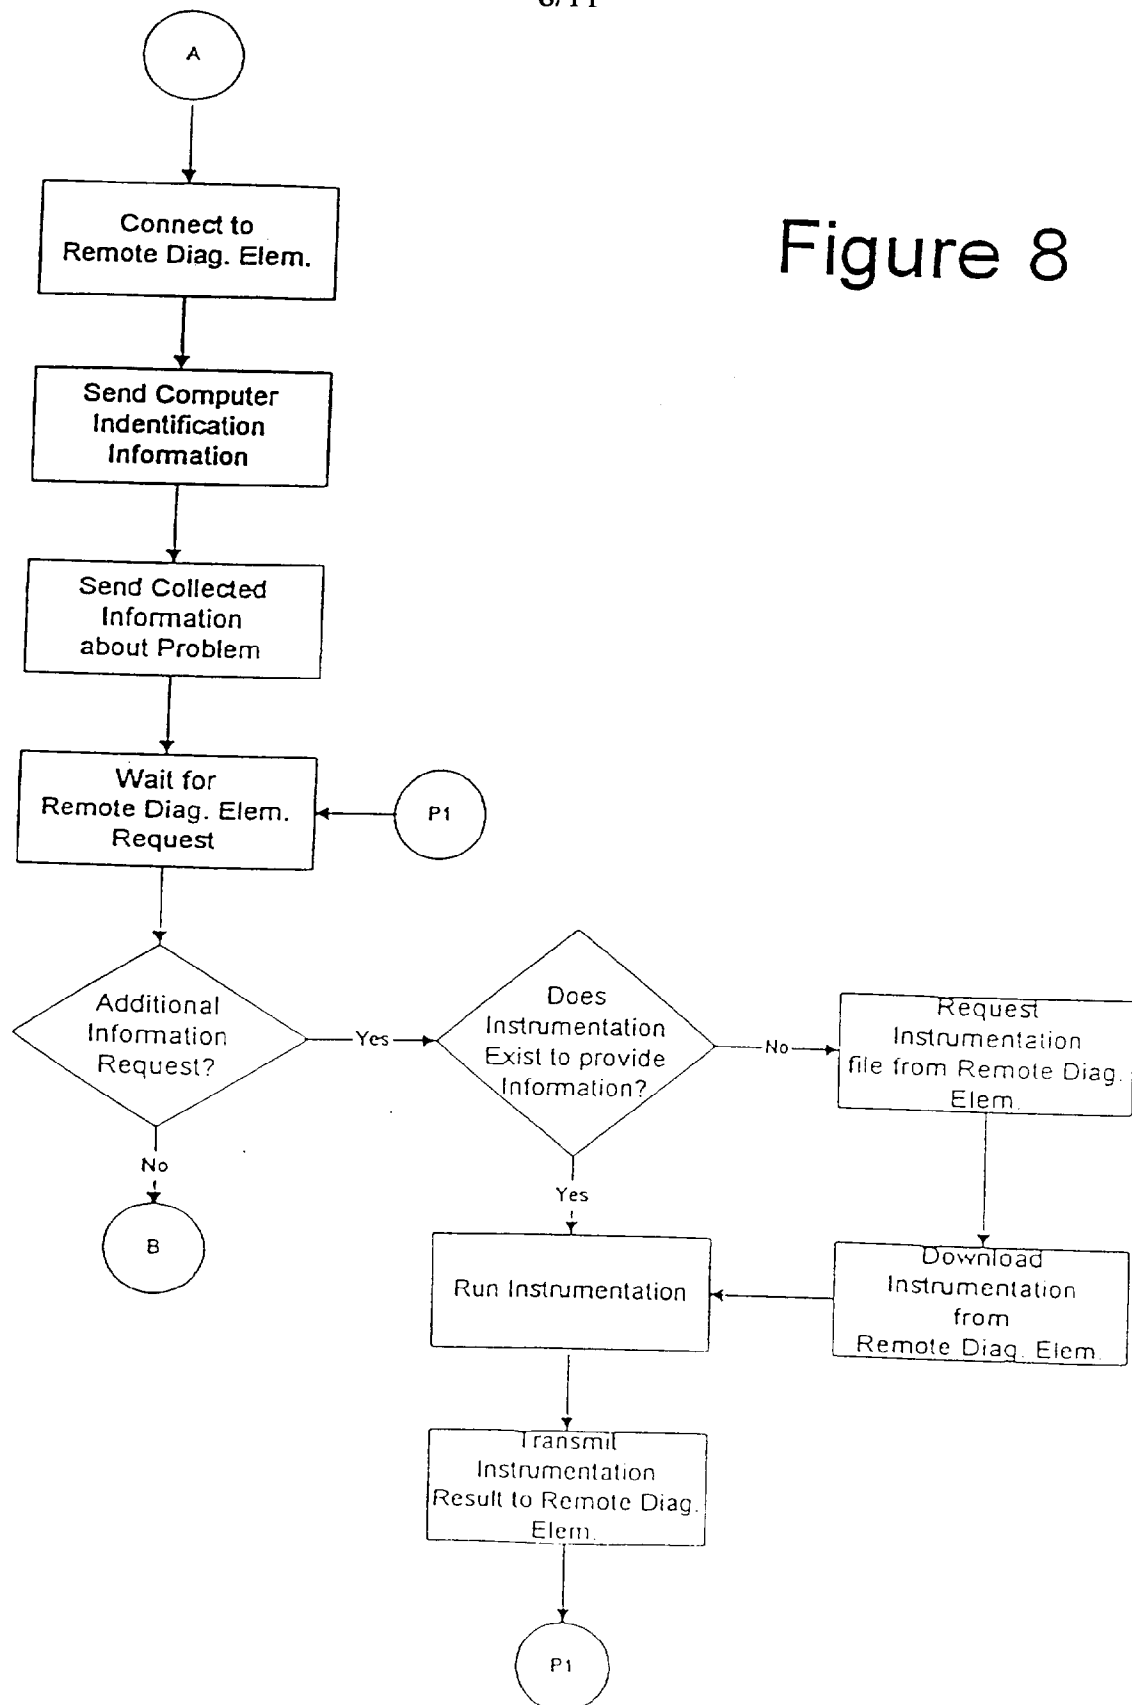 A
Connect to
Remote Diag. Elem.
Figure 8
Send Computer
Indentification
Information
Send Collected
Information
about Problem
Wait for
Remote Diag. Elem.
Request
P1
Additional
Information
Request?
Yes
Does
Instrumentation
Exist to provide
Information?
No
Request
Instrumentation
file from Remote Diag.
Elem.
No
B
Yes
Run Instrumentation
Download
Instrumentation
from
Remote Diag. Elem.
Transmit
Instrumentation
Result to Remote Diag.
Elem.
P1